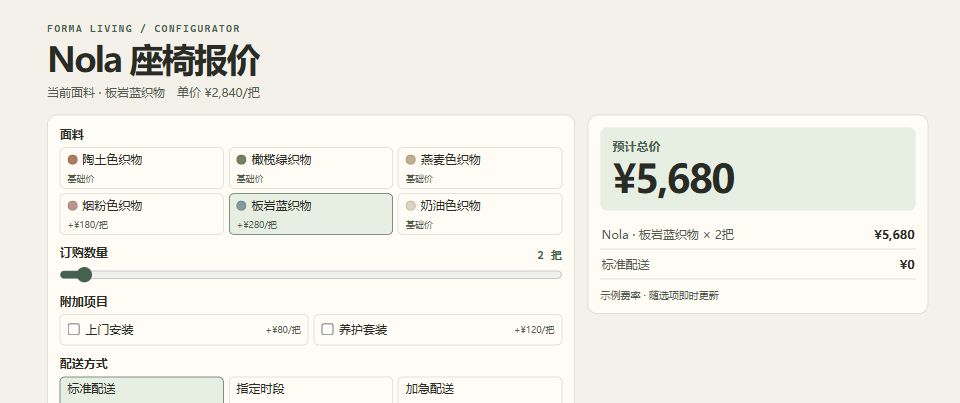 FORMA LIVING / CONFIGURATOR
Nola 座椅报价
当前面料 · 板岩蓝织物 单价 ¥2,840/把
面料
陶土色织物 橄榄绿织物 燕麦色织物
基础价 基础价 基础价
烟粉色织物 板岩蓝织物 奶油色织物
+¥180/把 +¥280/把 基础价
订购数量 2 把
附加项目
上门安装 +¥80/把 养护套装 +¥120/把
配送方式
标准配送 指定时段 加急配送
预计总价
¥5,680
Nola · 板岩蓝织物 × 2把 ¥5,680
标准配送 ¥0
示例费率 · 随选项即时更新